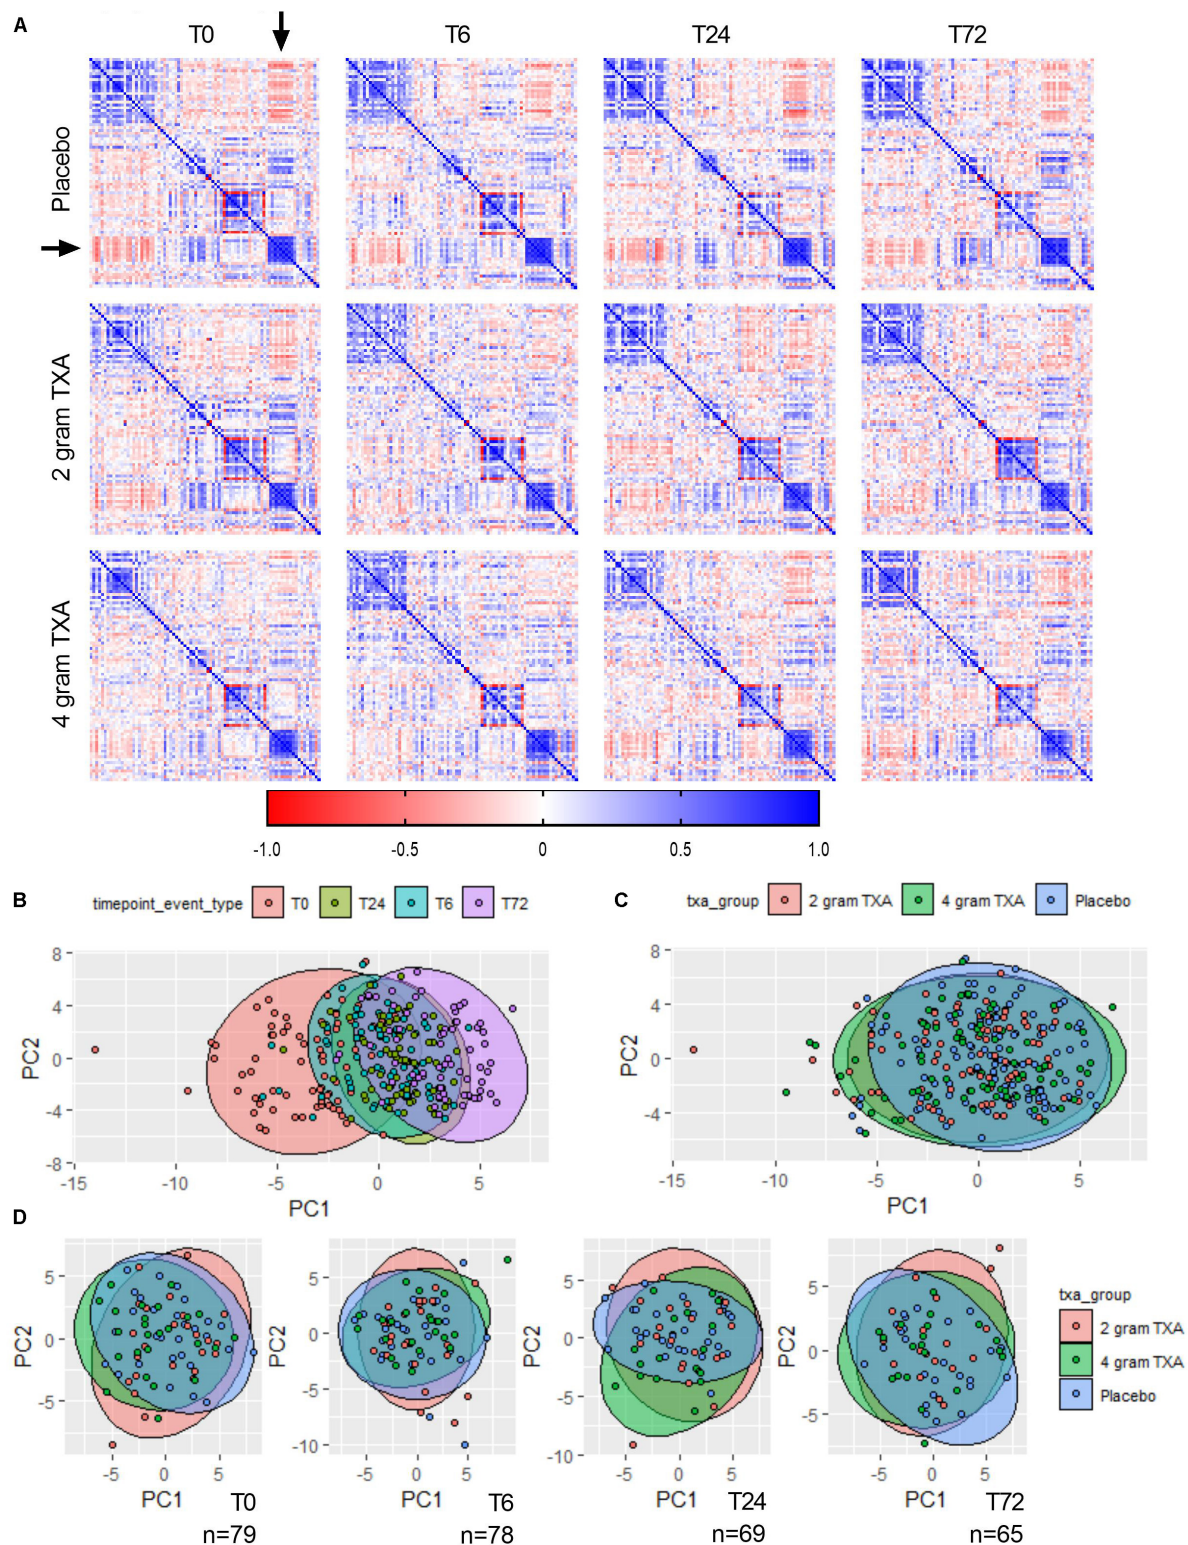 A
T0 T6 T24 T72
Placebo
2 gram TXA
4 gram TXA
-1.0 -0.5 0 0.5 1.0
B
timepoint_event_type T0 T24 T6 T72
8
4
0
-4
-8
PC2
-15 -10 -5 0 5
PC1
C
txa_group 2 gram TXA 4 gram TXA Placebo
8
4
0
-4
PC2
-15 -10 -5 0 5
PC1
D
5
0
-5
PC2
-5 0 5
PC1 T0
n=79
5
0
-5
-10
PC2
-5 0 5
PC1 T6
n=78
5
0
-5
-10
PC2
-5 0 5
PC1 T24
n=69
5
0
-5
PC2
-5 0 5
PC1 T72
n=65
txa_group
2 gram TXA
4 gram TXA
Placebo